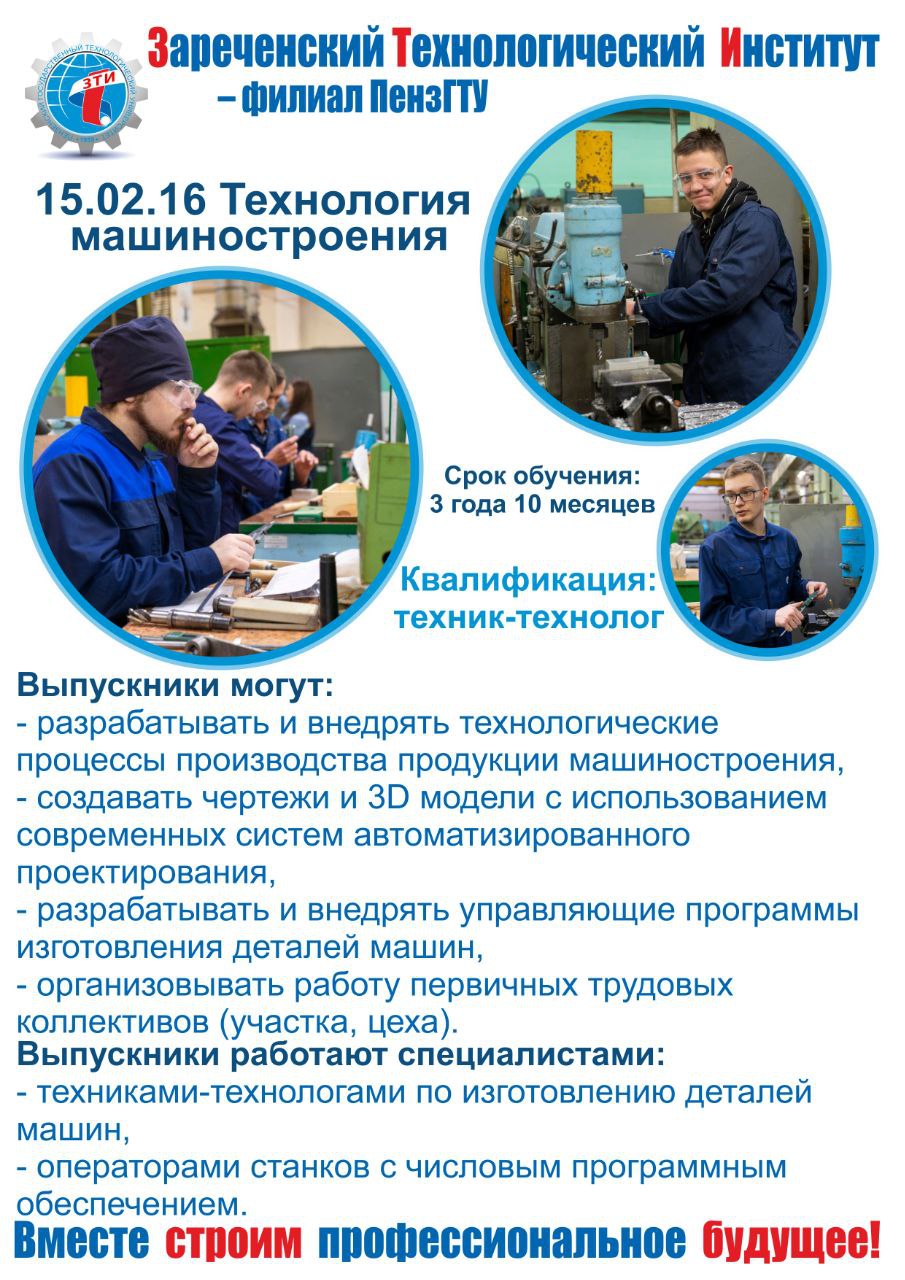 Зареченский Технологический Институт
– филиал ПензГТУ
ЗТИ
15.02.16 Технология
машиностроения
Срок обучения:
3 года 10 месяцев
Квалификация:
техник-технолог
Выпускники могут:
- разрабатывать и внедрять технологические
процессы производства продукции машиностроения,
- создавать чертежи и 3D модели с использованием
современных систем автоматизированного
проектирования,
- разрабатывать и внедрять управляющие программы
изготовления деталей машин,
- организовывать работу первичных трудовых
коллективов (участка, цеха).
Выпускники работают специалистами:
- техниками-технологами по изготовлению деталей
машин,
- операторами станков с числовым программным
обеспечением.
Вместе строим профессиональное будущее!